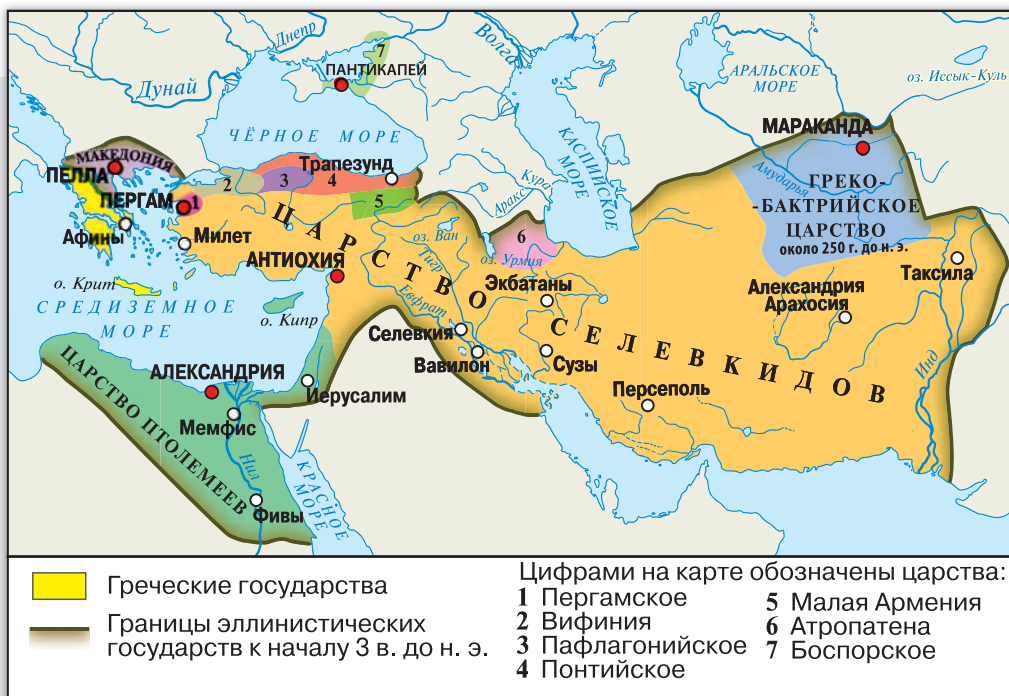 Днепр
Волга
7
ПАНТИКАПЕЙ
Дунай
АРАЛЬСКОЕ
МОРЕ
оз. Иссык-Куль
ЧЁРНОЕ МОРЕ
КАСПИЙСКОЕ
МОРЕ
МАРАКАНДА
МАКЕДОНИЯ
ПЕЛЛА
Трапезунд
2
3
4
5
ПЕРГАМ
1
Кура
Аракс
Амударья
ГРЕКО-
-БАКТРИЙСКОЕ
ЦАРСТВО
около 250 г. до н. э.
Афины
Милет
ЦАРСТВО СЕЛЕВКИДОВ
оз. Ван
6
оз. Урмия
Таксила
АНТИОХИЯ
Тигр
Евфрат
Экбатаны
Александрия
Арахосия
о. Крит
СРЕДИЗЕМНОЕ
МОРЕ
о. Кипр
Селевкия
Вавилон
Сузы
Инд
ЦАРСТВО ПТОЛЕМЕЕВ
АЛЕКСАНДРИЯ
Иерусалим
Персеполь
Мемфис
Нил
КРАСНОЕ
МОРЕ
Фивы
Греческие государства
Границы эллинистических
государств к началу 3 в. до н. э.
Цифрами на карте обозначены царства:
1 Пергамское
2 Вифиния
3 Пафлагонийское
4 Понтийское
5 Малая Армения
6 Атропатена
7 Боспорское